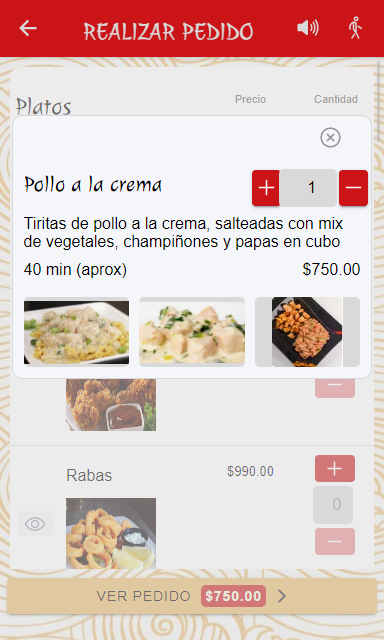 REALIZAR PEDIDO
Platos
Precio
Cantidad
Pollo a la crema
1
Tiritas de pollo a la crema, salteadas con mix
de vegetales, champiñones y papas en cubo
40 min (aprox)
$750.00
Rabas
$990.00
0
VER PEDIDO $750.00